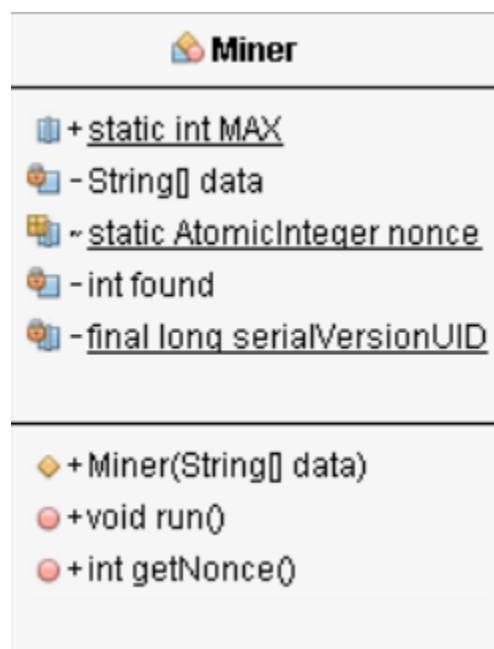 Miner
+ static int MAX
- String[] data
~ static AtomicInteger nonce
- int found
- final long serialVersionUID
+ Miner(String[] data)
+ void run()
+ int getNonce()